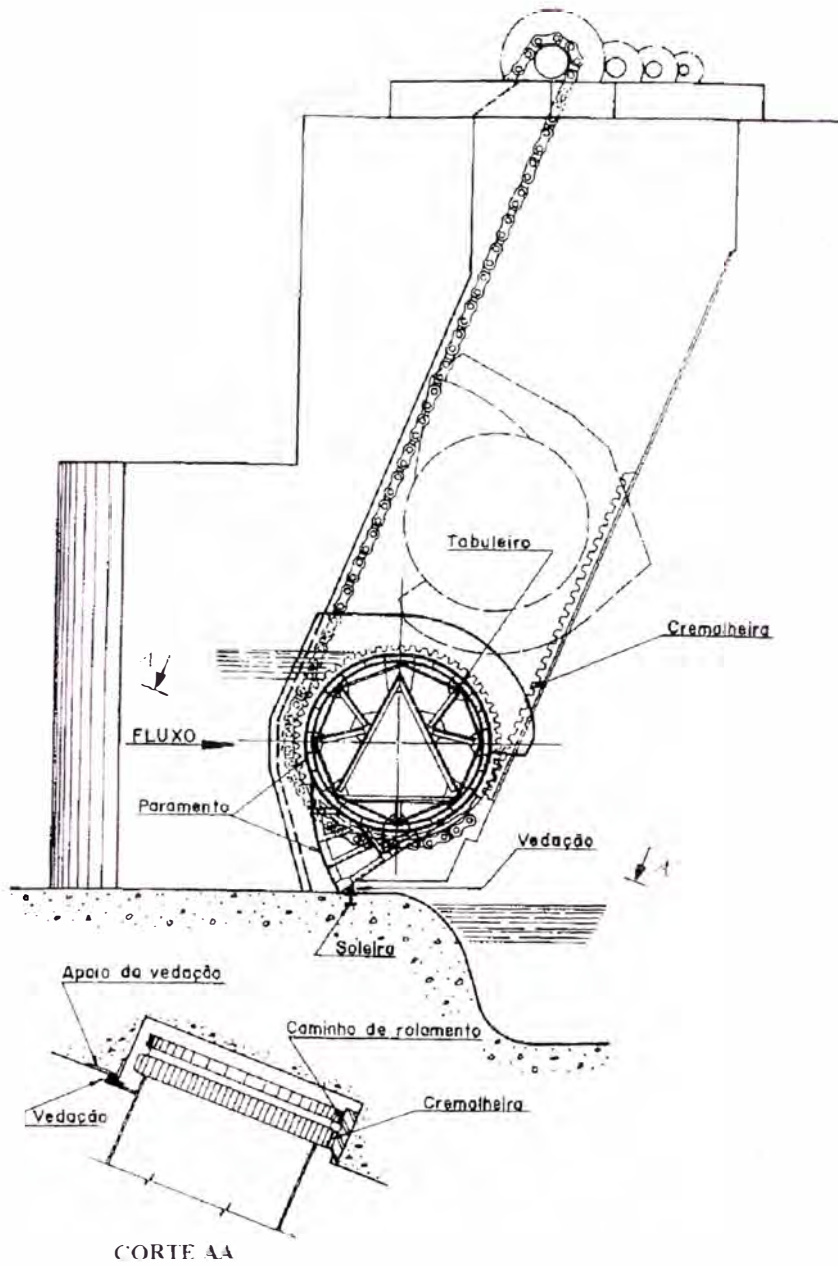 Tabuleiro
Cremalheira
A
FLUXO
Paramento
Vedação
A
Soleira
Apoio da vedação
Caminho de rolamento
Cremalheira
Vedação
CORTE AA